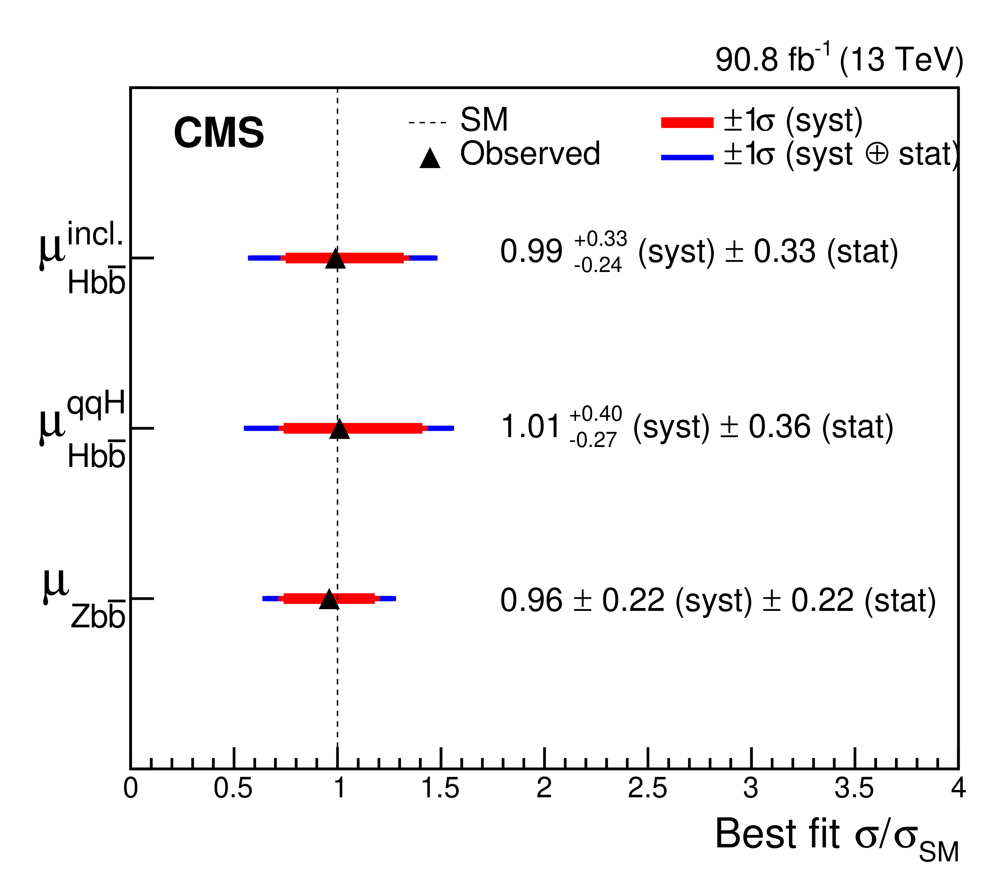 90.8 fb⁻¹ (13 TeV)
CMS
SM
±1σ (syst)
Observed
±1σ (syst ⊕ stat)
μ incl. Hbb̅
0.99 +0.33 -0.24 (syst) ± 0.33 (stat)
μ qqH Hbb̅
1.01 +0.40 -0.27 (syst) ± 0.36 (stat)
μ Zbb̅
0.96 ± 0.22 (syst) ± 0.22 (stat)
0 0.5 1 1.5 2 2.5 3 3.5 4
Best fit σ/σ_SM